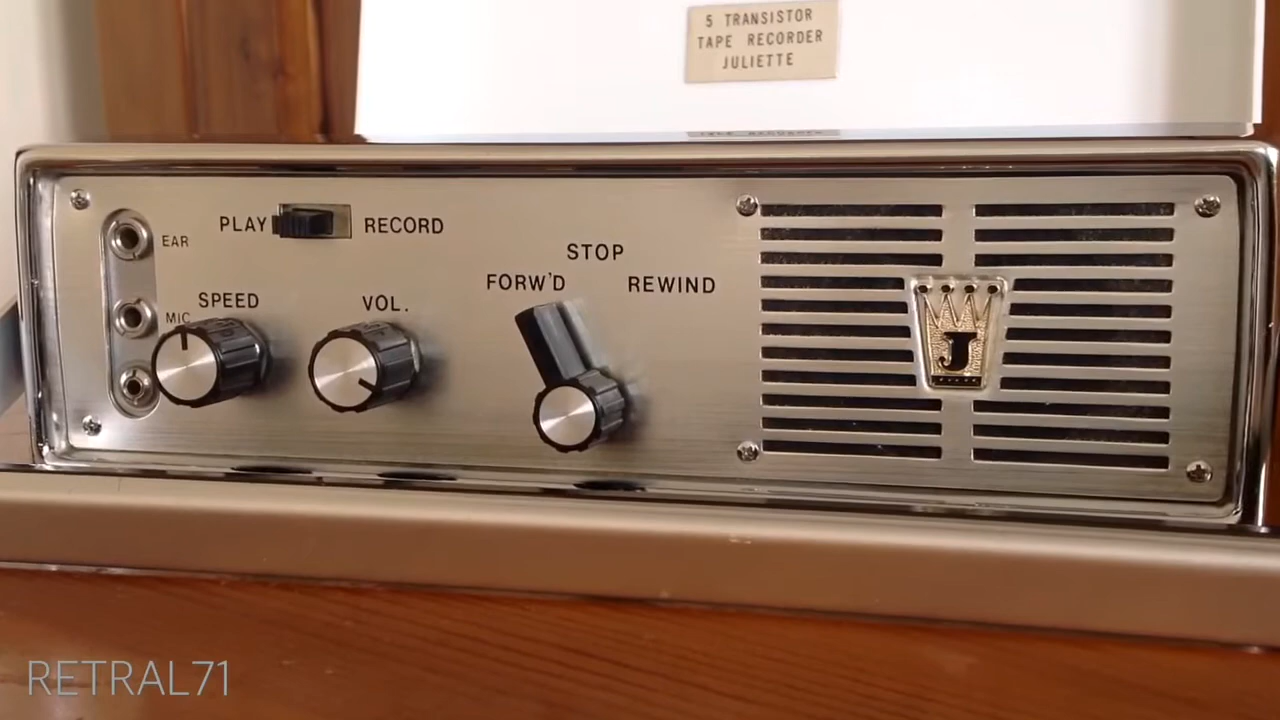 5 TRANSISTOR
TAPE RECORDER
JULIETTE
PLAY RECORD
EAR
STOP
FORW'D REWIND
SPEED VOL.
MIC
J
RETRAL71